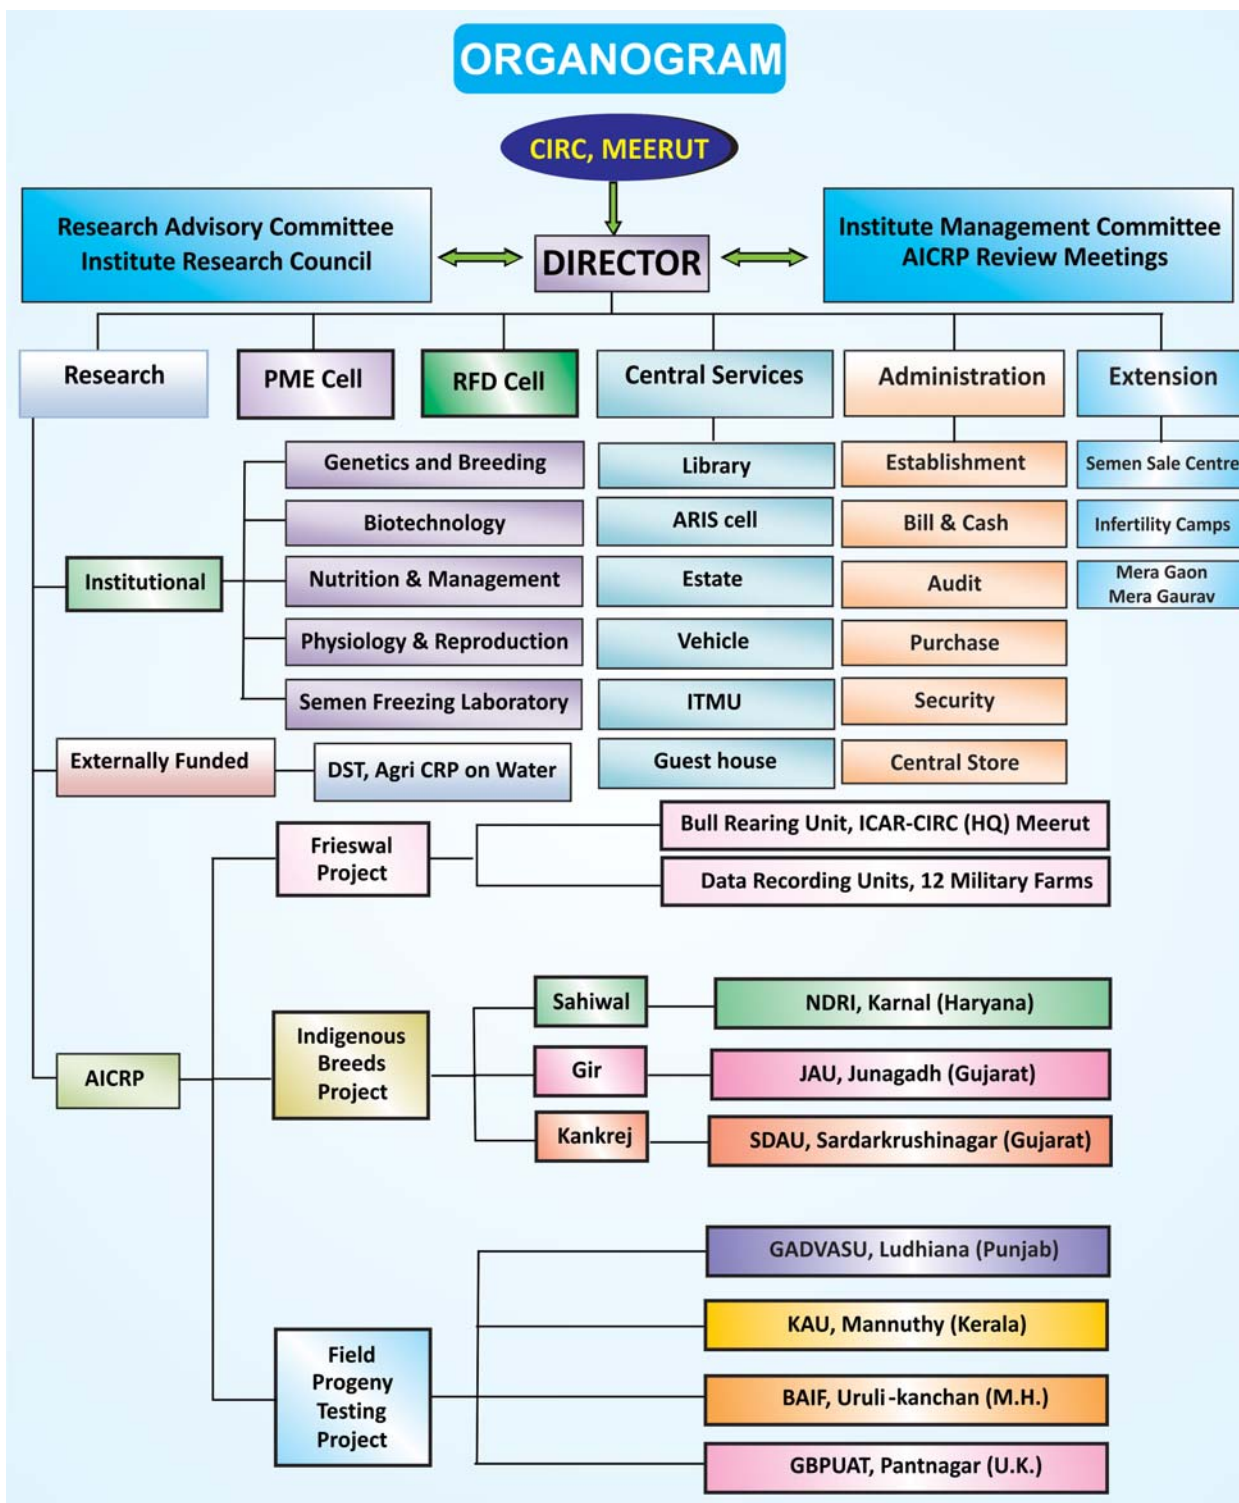 ORGANOGRAM
CIRC, MEERUT
Research Advisory Committee
Institute Research Council
DIRECTOR
Institute Management Committee
AICRP Review Meetings
Research
PME Cell
RFD Cell
Central Services
Administration
Extension
Institutional
Genetics and Breeding
Biotechnology
Nutrition & Management
Physiology & Reproduction
Semen Freezing Laboratory
Library
ARIS cell
Estate
Vehicle
ITMU
Guest house
Establishment
Bill & Cash
Audit
Purchase
Security
Central Store
Semen Sale Centre
Infertility Camps
Mera Gaon
Mera Gaurav
Externally Funded
DST, Agri CRP on Water
AICRP
Frieswal
Project
Bull Rearing Unit, ICAR-CIRC (HQ) Meerut
Data Recording Units, 12 Military Farms
Indigenous
Breeds
Project
Sahiwal
NDRI, Karnal (Haryana)
Gir
JAU, Junagadh (Gujarat)
Kankrej
SDAU, Sardarkrushinagar (Gujarat)
Field
Progeny
Testing
Project
GADVASU, Ludhiana (Punjab)
KAU, Mannuthy (Kerala)
BAIF, Uruli-kanchan (M.H.)
GBPUAT, Pantnagar (U.K.)